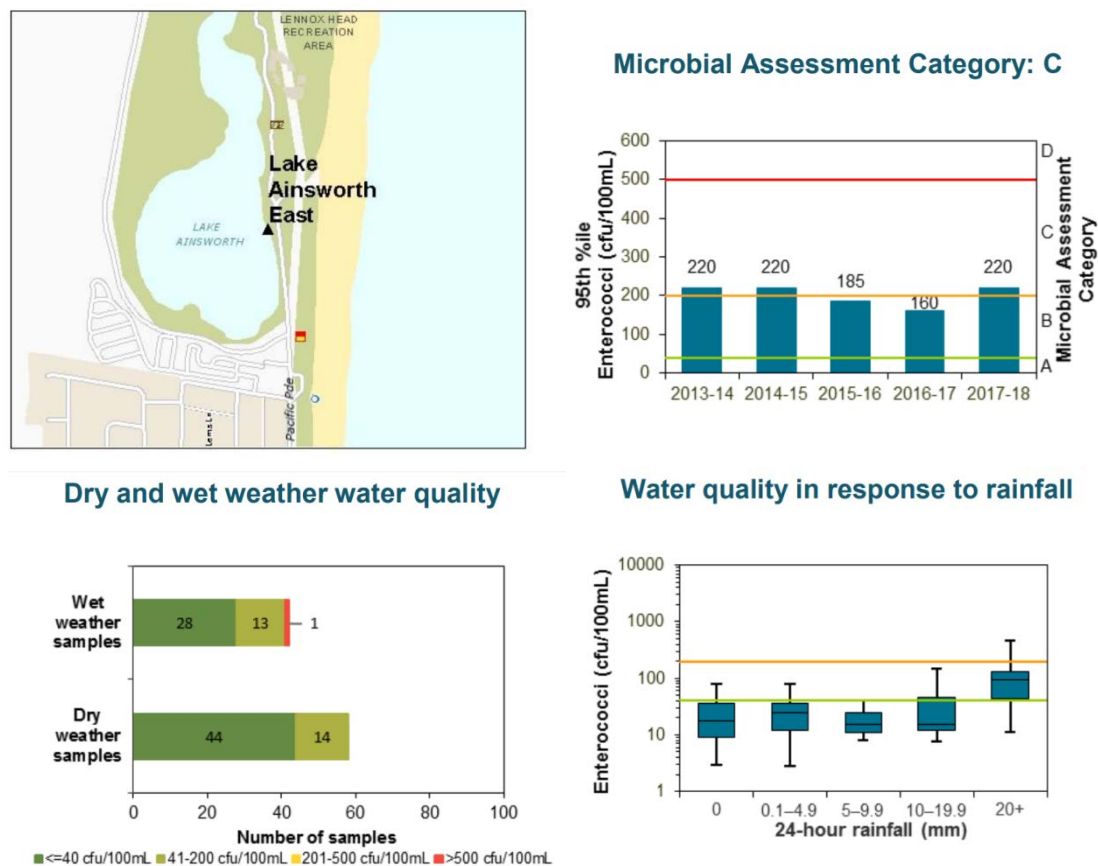 LENNOX HEAD
RECREATION
AREA
Lake
Ainsworth
East
LAKE
AINSWORTH
Pacific Pde
Microbial Assessment Category: C
95th %ile
Enterococci (cfu/100mL)
600
500
400
300
200
100
0
220
220
185
160
220
2013-14
2014-15
2015-16
2016-17
2017-18
D
C
B
A
Microbial Assessment
Category
Dry and wet weather water quality
Wet
weather
samples
28
13
1
Dry
weather
samples
44
14
0
20
40
60
80
100
Number of samples
<=40 cfu/100mL
41-200 cfu/100mL
201-500 cfu/100mL
>500 cfu/100mL
Water quality in response to rainfall
Enterococci (cfu/100mL)
10000
1000
100
10
1
0
0.1–4.9
5–9.9
10–19.9
20+
24-hour rainfall (mm)